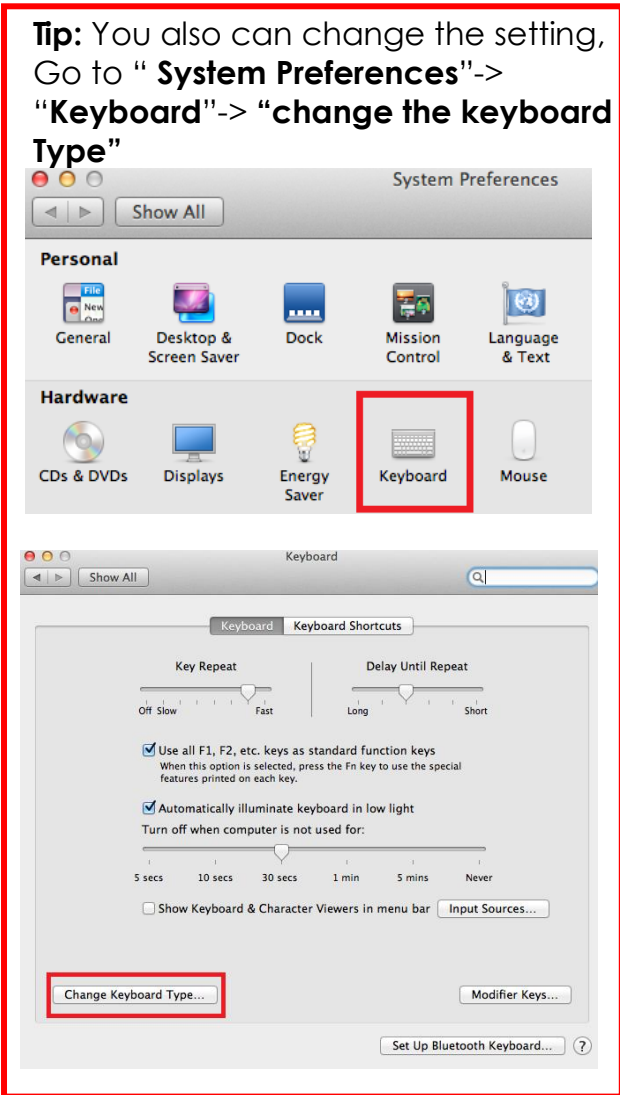 Tip: You also can change the setting,
Go to “ System Preferences”->
“Keyboard”-> “change the keyboard
Type”
System Preferences
Show All
Personal
File
New
General
Desktop &
Screen Saver
Dock
Mission
Control
Language
& Text
Hardware
CDs & DVDs
Displays
Energy
Saver
Keyboard
Mouse
Keyboard
Show All
Keyboard
Keyboard Shortcuts
Key Repeat
Delay Until Repeat
Off Slow Fast
Long Short
Use all F1, F2, etc. keys as standard function keys
When this option is selected, press the Fn key to use the special
features printed on each key.
Automatically illuminate keyboard in low light
Turn off when computer is not used for:
5 secs 10 secs 30 secs 1 min 5 mins Never
Show Keyboard & Character Viewers in menu bar Input Sources...
Change Keyboard Type... Modifier Keys...
Set Up Bluetooth Keyboard... ?